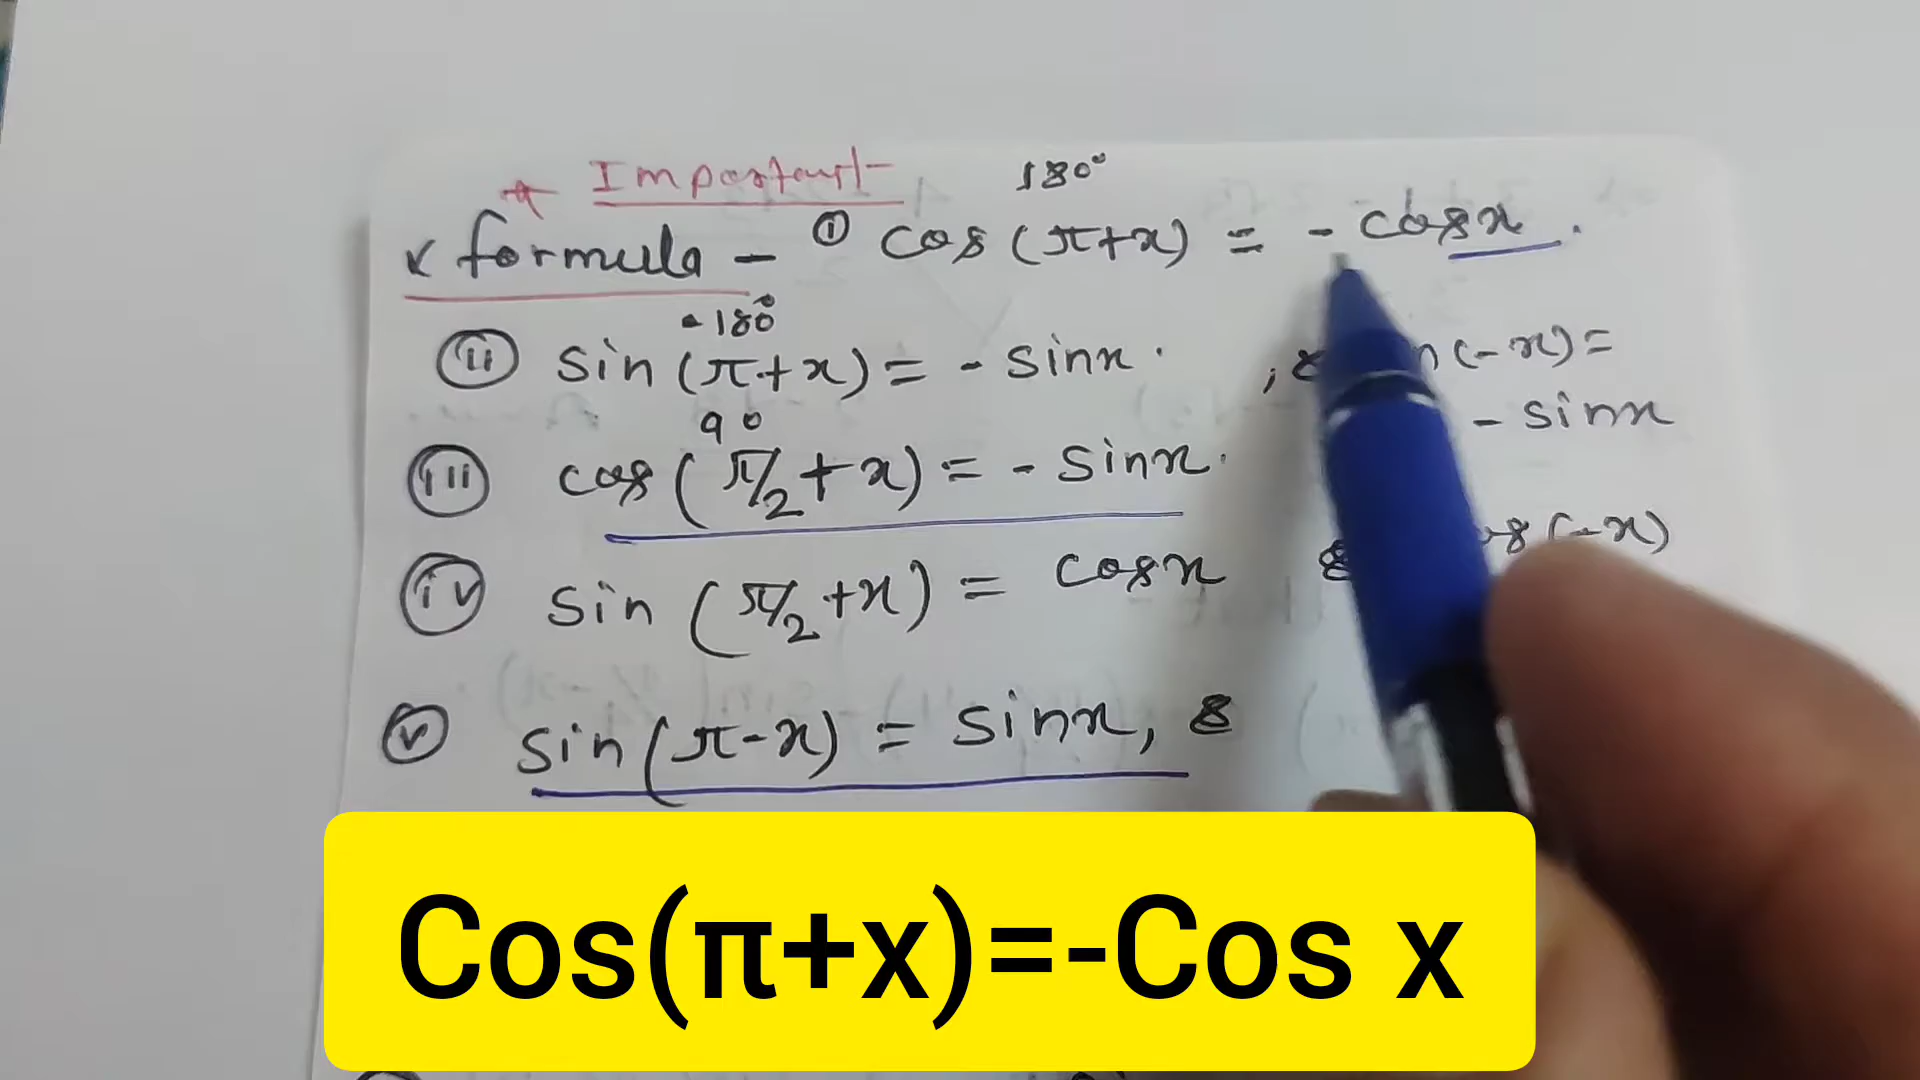 * Important
180°
✓ formula - (i) cos(π+x) = - cosx.
180°
(ii) sin(π+x) = - sinx. , & (-x)=
- sinx
90
(iii) cos(π/2+x) = - sinx.
(-x)
(iv) sin(π/2+x) = cosx &
(v) sin(π-x) = sinx, &
Cos(π+x)=-Cos x